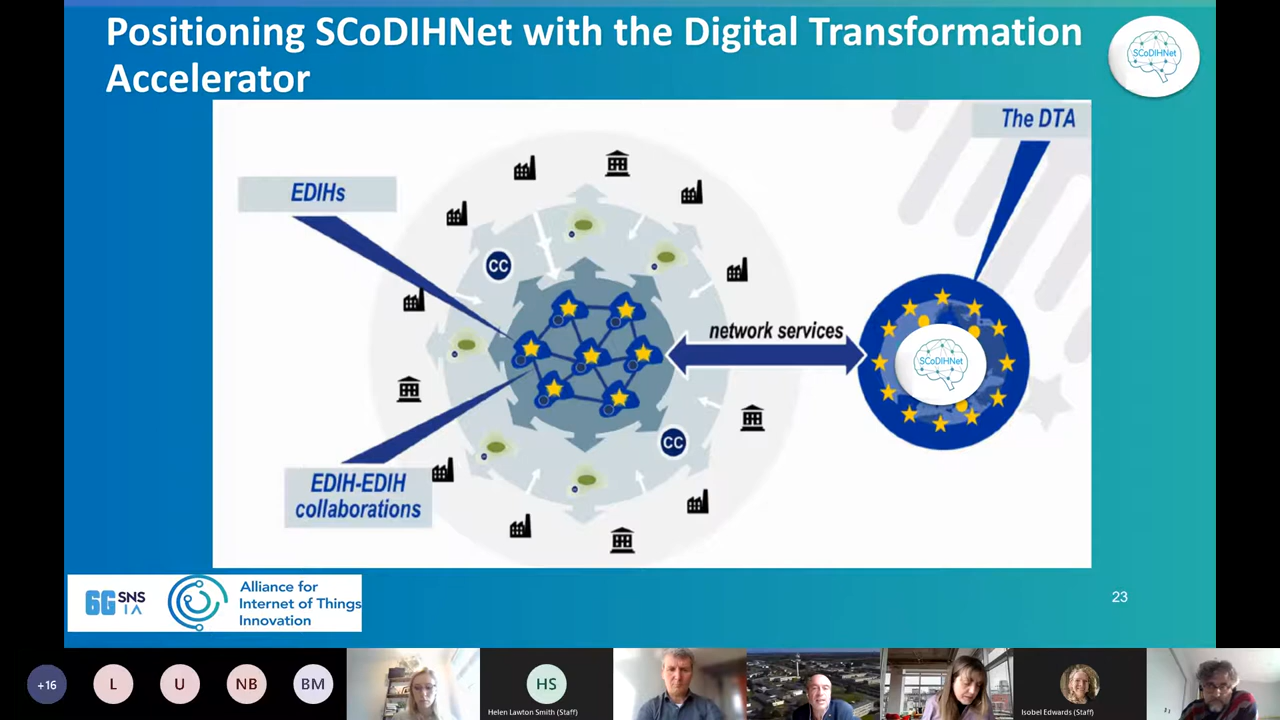 Positioning SCoDIHNet with the Digital Transformation
Accelerator
SCoDIHNet
The DTA
EDIHs
CC
network services
SCoDIHNet
CC
EDIH-EDIH
collaborations
6G SNS
IA
Alliance for
Internet of Things
Innovation
23
+16
L
U
NB
BM
HS
Helen Lawton Smith (Staff)
Isobel Edwards (Staff)